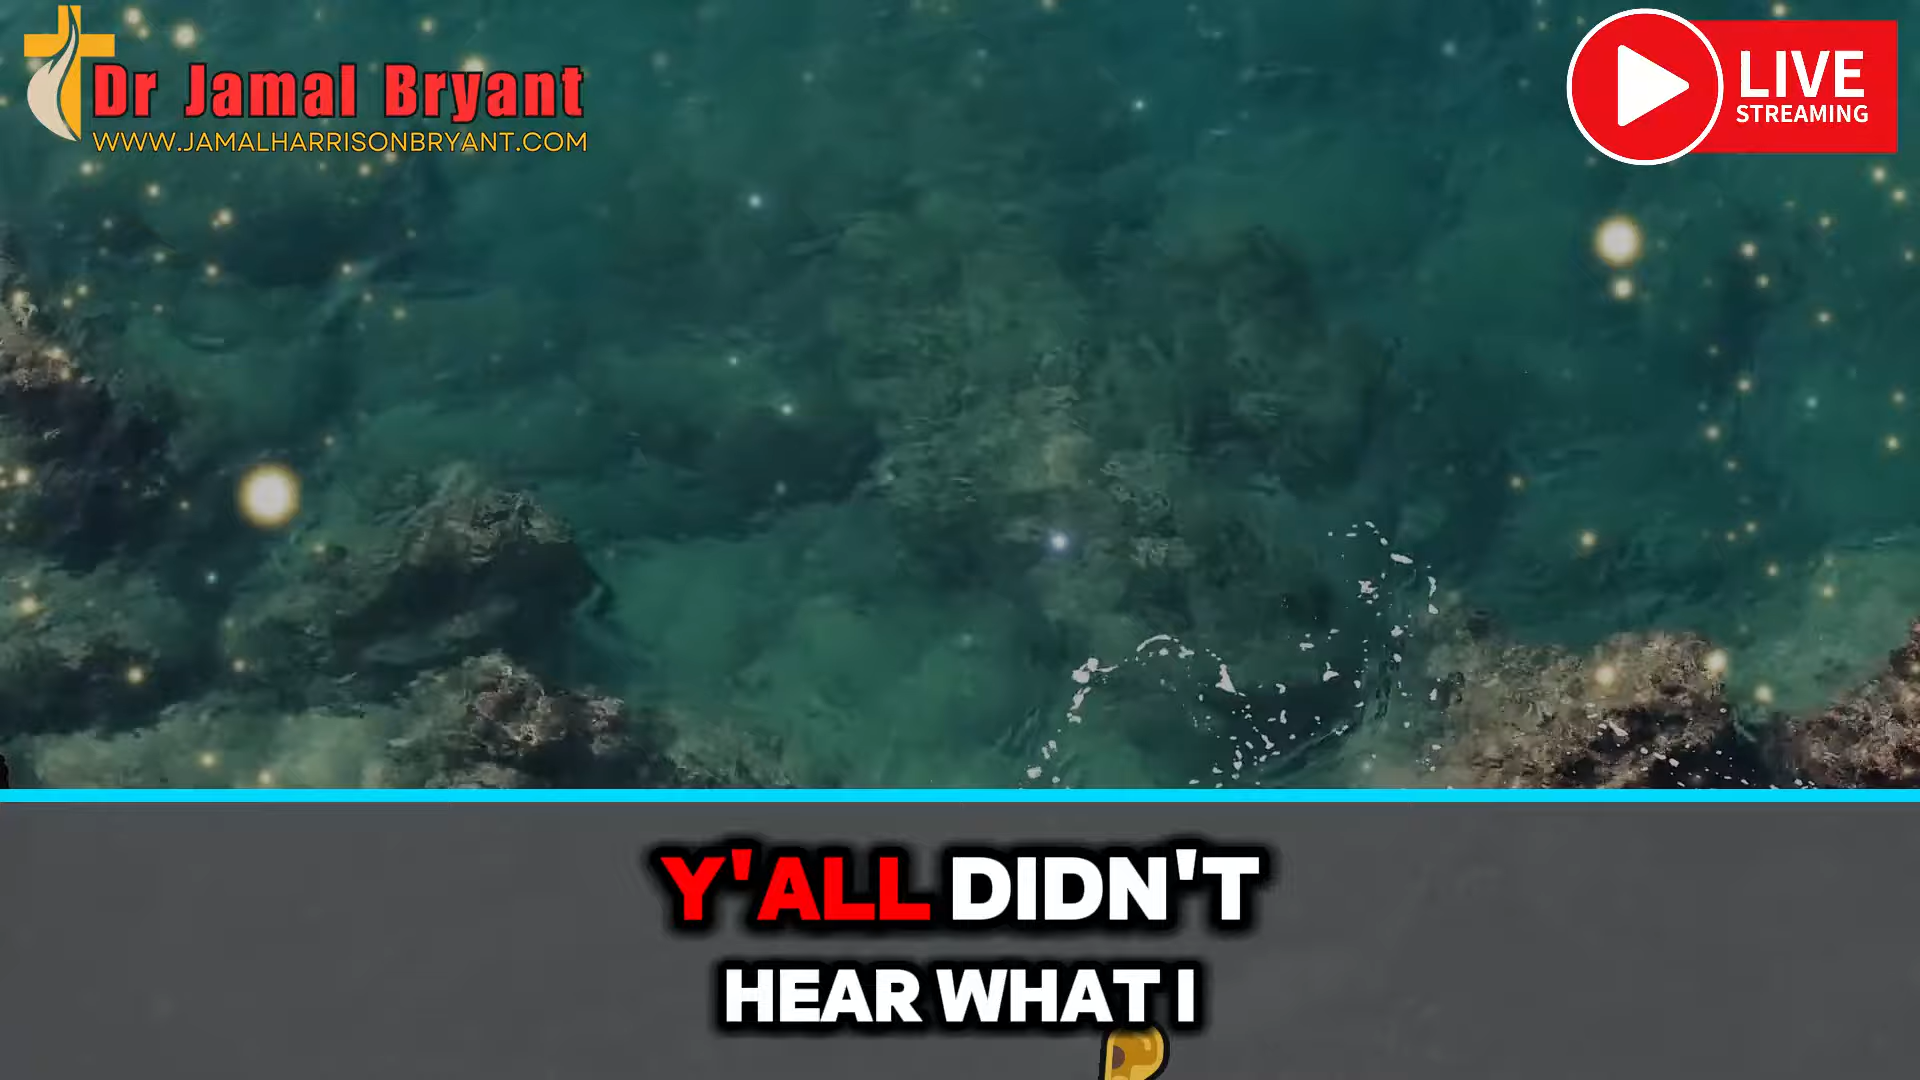 Dr Jamal Bryant
WWW.JAMALHARRISONBRYANT.COM
LIVE
STREAMING
Y'ALL DIDN'T
HEAR WHAT I